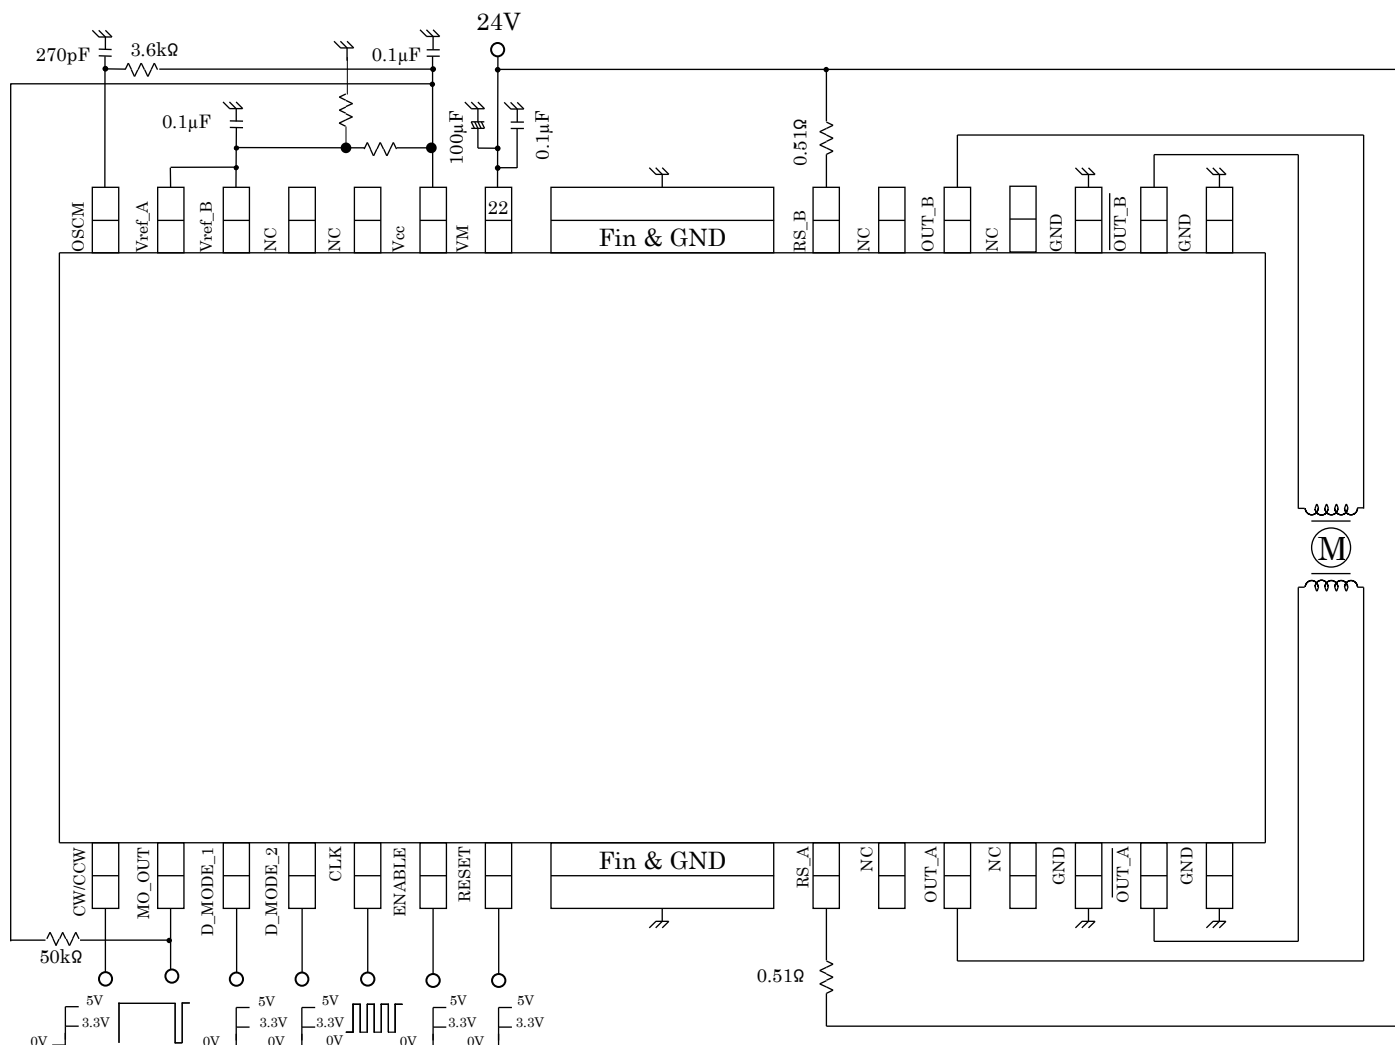 24V
270pF
3.6kΩ
0.1µF
0.1µF
100µF
0.1µF
0.51Ω
OSCM
Vref_A
Vref_B
NC
NC
Vcc
VM
22
Fin & GND
RS_B
NC
OUT_B
NC
GND
OUT_B
GND
M
CW/CCW
MO_OUT
D_MODE_1
D_MODE_2
CLK
ENABLE
RESET
Fin & GND
RS_A
NC
OUT_A
NC
GND
OUT_A
GND
50kΩ
0.51Ω
5V
3.3V
0V
5V
3.3V
0V
5V
3.3V
0V
5V
3.3V
0V
5V
3.3V
0V